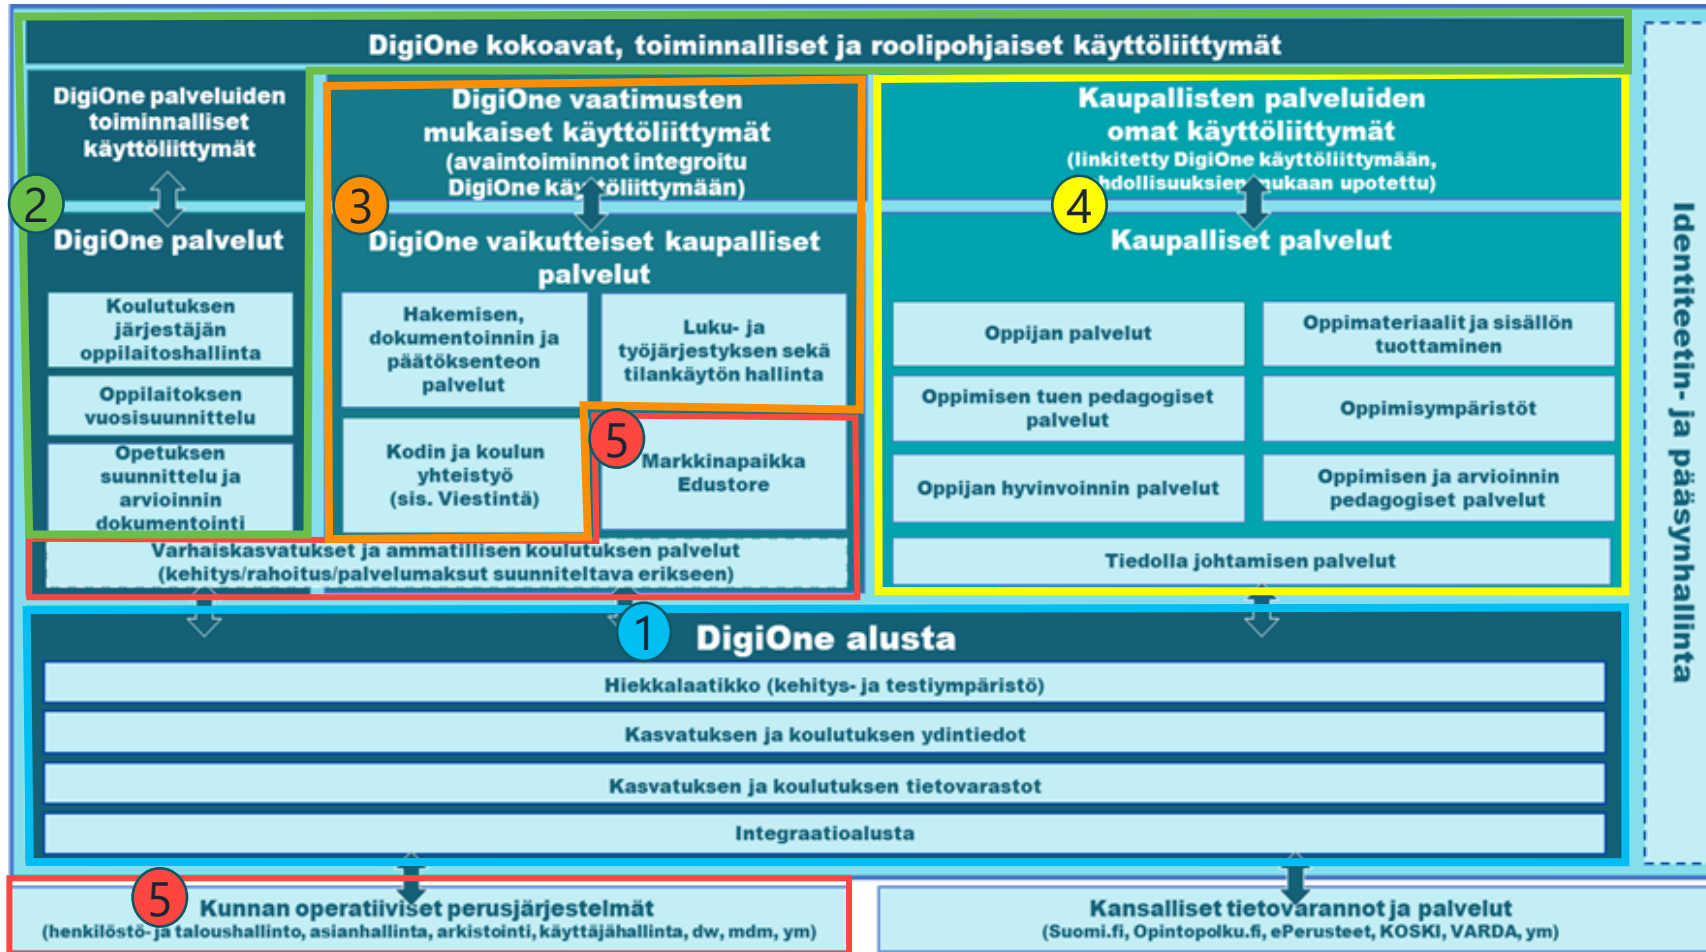 DigiOne kokoavat, toiminnalliset ja roolipohjaiset käyttöliittymät
DigiOne palveluiden
toiminnalliset
käyttöliittymät
2
DigiOne palvelut
Koulutuksen
järjestäjän
oppilaitoshallinta
Oppilaitoksen
vuosisuunnittelu
Opetuksen
suunnittelu ja
arvioinnin
dokumentointi
DigiOne vaatimusten
mukaiset käyttöliittymät
(avaintoiminnot integroitu
DigiOne käyttöliittymään)
3
DigiOne vaikutteiset kaupalliset
palvelut
Hakemisen,
dokumentoinnin ja
päätöksenteon
palvelut
Luku- ja
työjärjestyksen sekä
tilankäytön hallinta
Kodin ja koulun
yhteistyö
(sis. Viestintä)
5
Markkinapaikka
Edustore
Varhaiskasvatukset ja ammatillisen koulutuksen palvelut
(kehitys/rahoitus/palvelumaksut suunniteltava erikseen)
Kaupallisten palveluiden
omat käyttöliittymät
(linkitetty DigiOne käyttöliittymään,
mukaan upotettu)
4
Kaupalliset palvelut
Oppijan palvelut
Oppimateriaalit ja sisällön
tuottaminen
Oppimisen tuen pedagogiset
palvelut
Oppimisympäristöt
Oppijan hyvinvoinnin palvelut
Oppimisen ja arvioinnin
pedagogiset palvelut
Tiedolla johtamisen palvelut
Identiteetin- ja pääsynhallinta
1
DigiOne alusta
Hiekkalaatikko (kehitys- ja testiympäristö)
Kasvatuksen ja koulutuksen ydintiedot
Kasvatuksen ja koulutuksen tietovarastot
Integraatioalusta
5
Kunnan operatiiviset perusjärjestelmät
(henkilöstö- ja taloushallinto, asianhallinta, arkistointi, käyttäjähallinta, dw, mdm, ym)
Kansalliset tietovarannot ja palvelut
(Suomi.fi, Opintopolku.fi, ePerusteet, KOSKI, VARDA, ym)